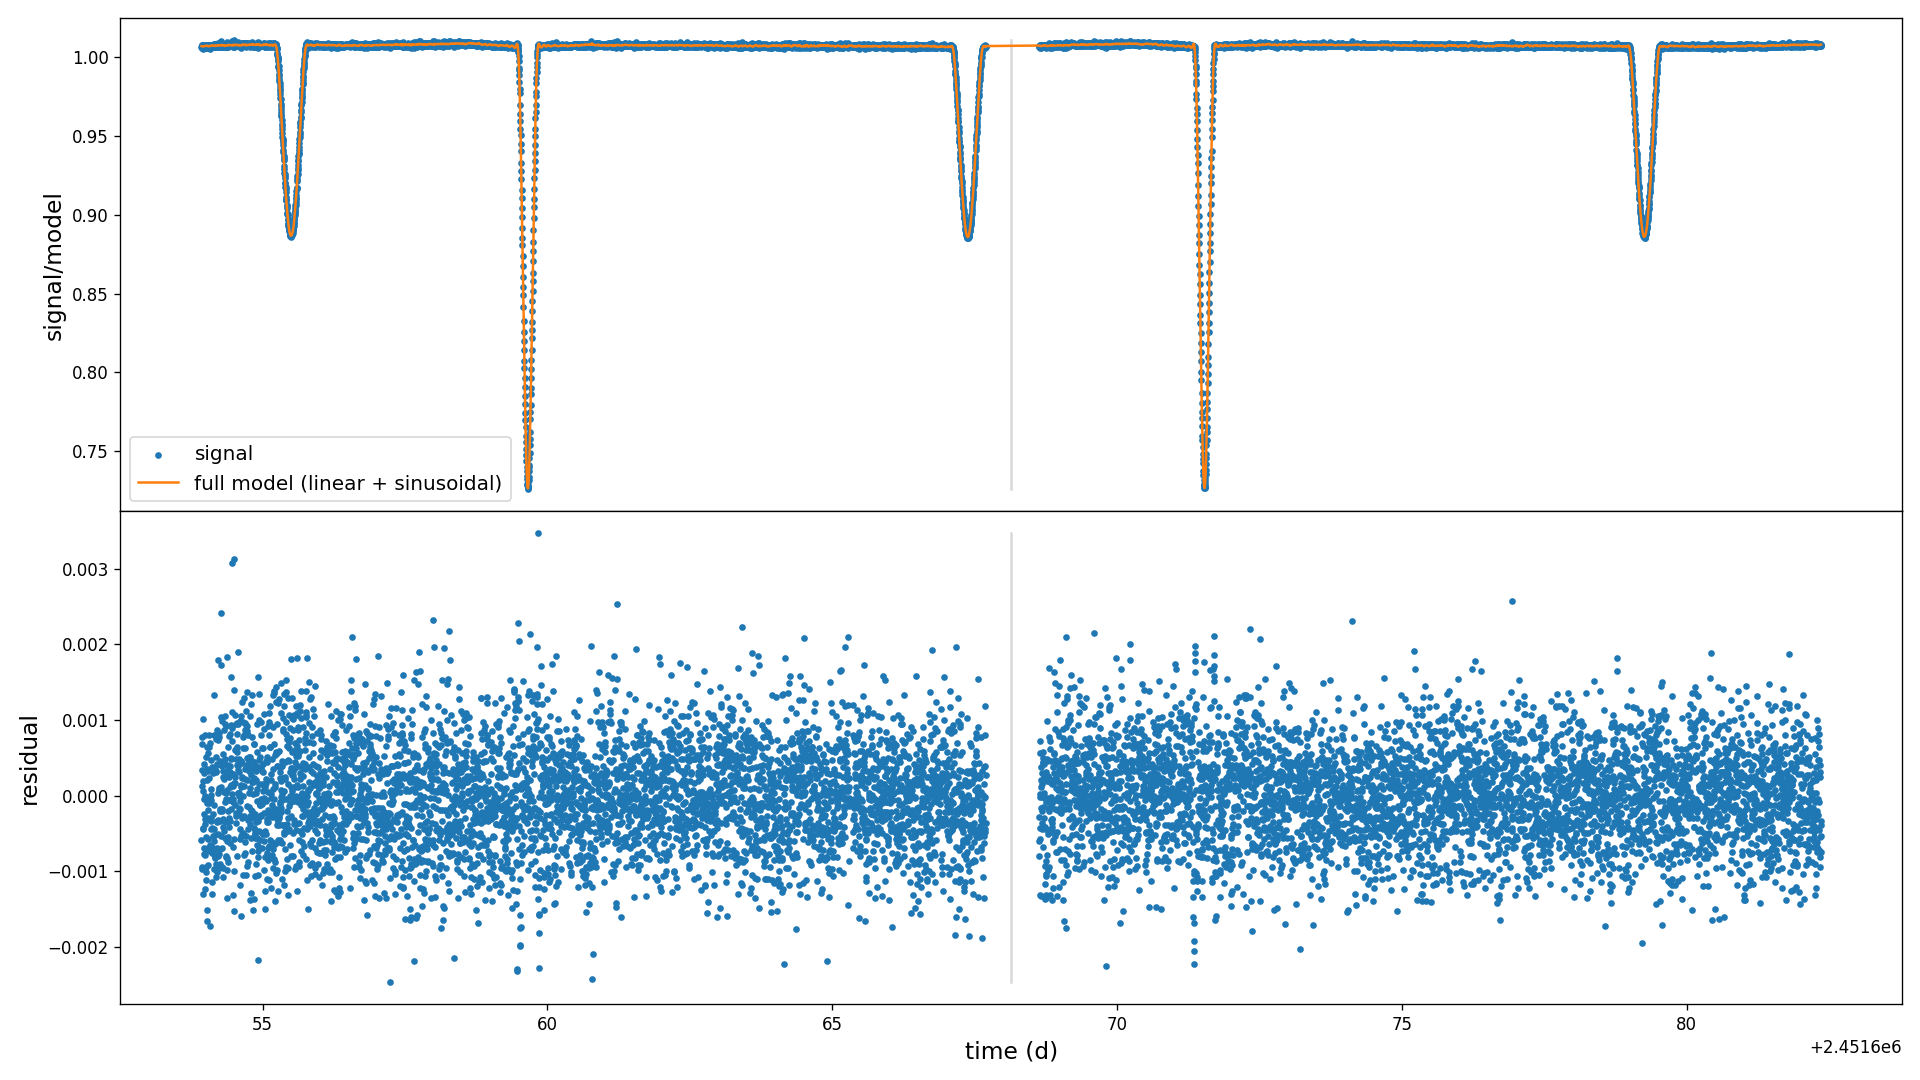 signal/model
1.00
0.95
0.90
0.85
0.80
0.75
signal
full model (linear + sinusoidal)
residual
0.003
0.002
0.001
0.000
−0.001
−0.002
55 60 65 70 75 80
time (d)
+2.4516e6